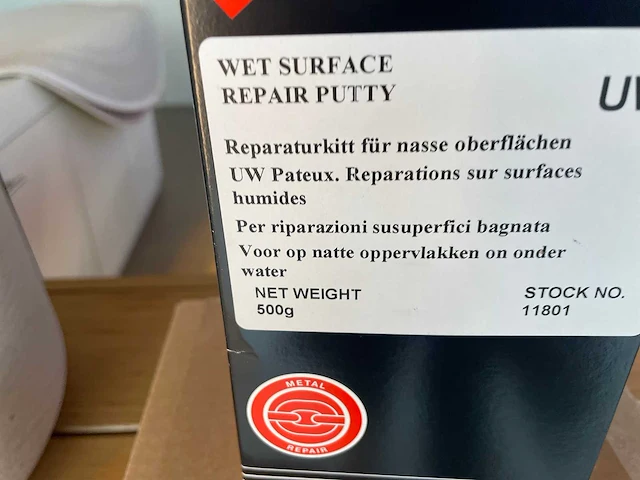 WET SURFACE
REPAIR PUTTY
Reparaturkitt für nasse oberflächen
UW Pateux. Reparations sur surfaces
humides
Per riparazioni susuperfici bagnata
Voor op natte oppervlakken on onder
water
NET WEIGHT
500g
STOCK NO.
11801
METAL
REPAIR